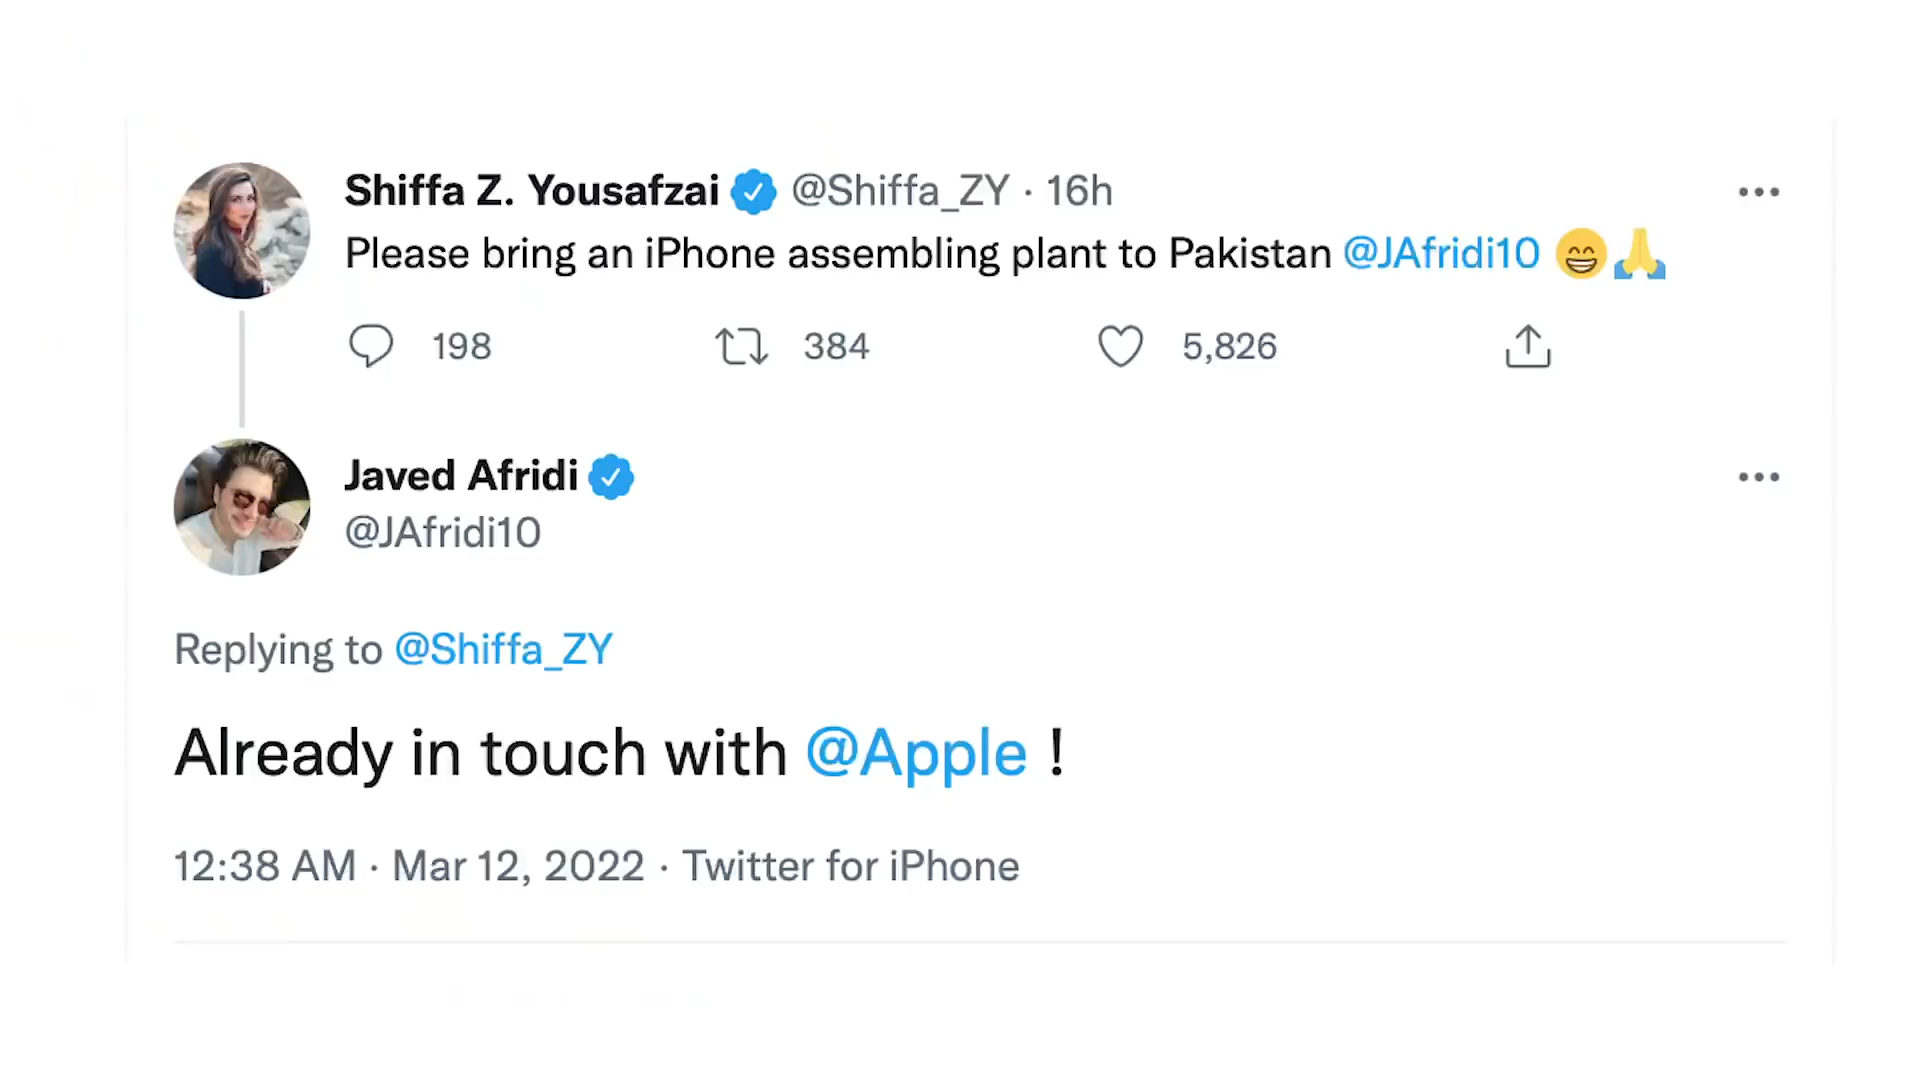 Shiffa Z. Yousafzai @Shiffa_ZY · 16h
Please bring an iPhone assembling plant to Pakistan @JAfridi10 😁🙏
198 384 5,826
Javed Afridi
@JAfridi10
Replying to @Shiffa_ZY
Already in touch with @Apple !
12:38 AM · Mar 12, 2022 · Twitter for iPhone